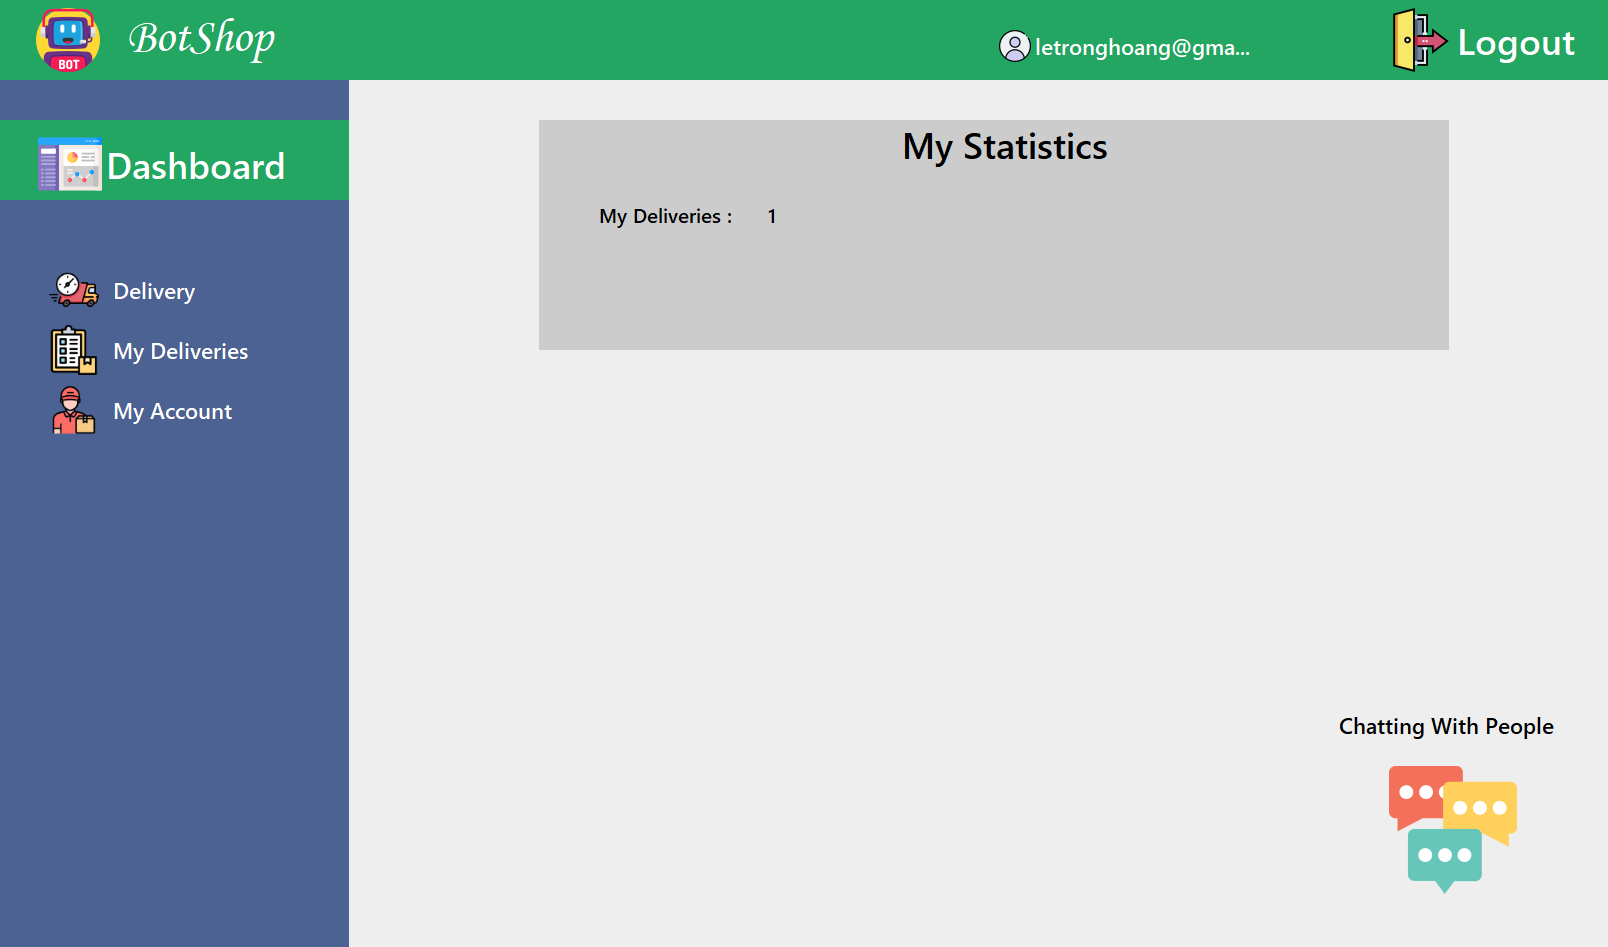 BOT
BotShop
letronghoang@gma...
Logout
Dashboard
Delivery
My Deliveries
My Account
My Statistics
My Deliveries : 1
Chatting With People